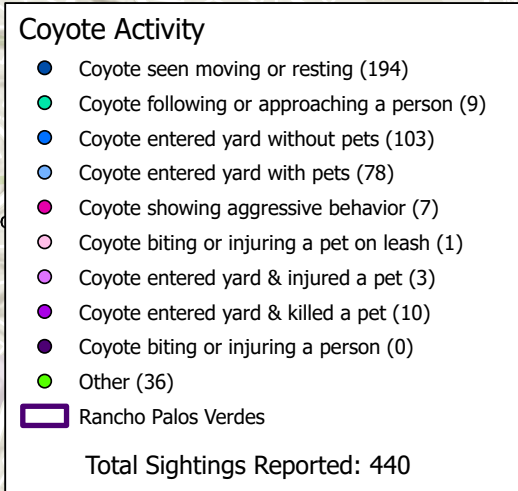 Coyote Activity
Coyote seen moving or resting (194)
Coyote following or approaching a person (9)
Coyote entered yard without pets (103)
Coyote entered yard with pets (78)
Coyote showing aggressive behavior (7)
Coyote biting or injuring a pet on leash (1)
Coyote entered yard & injured a pet (3)
Coyote entered yard & killed a pet (10)
Coyote biting or injuring a person (0)
Other (36)
Rancho Palos Verdes
Total Sightings Reported: 440